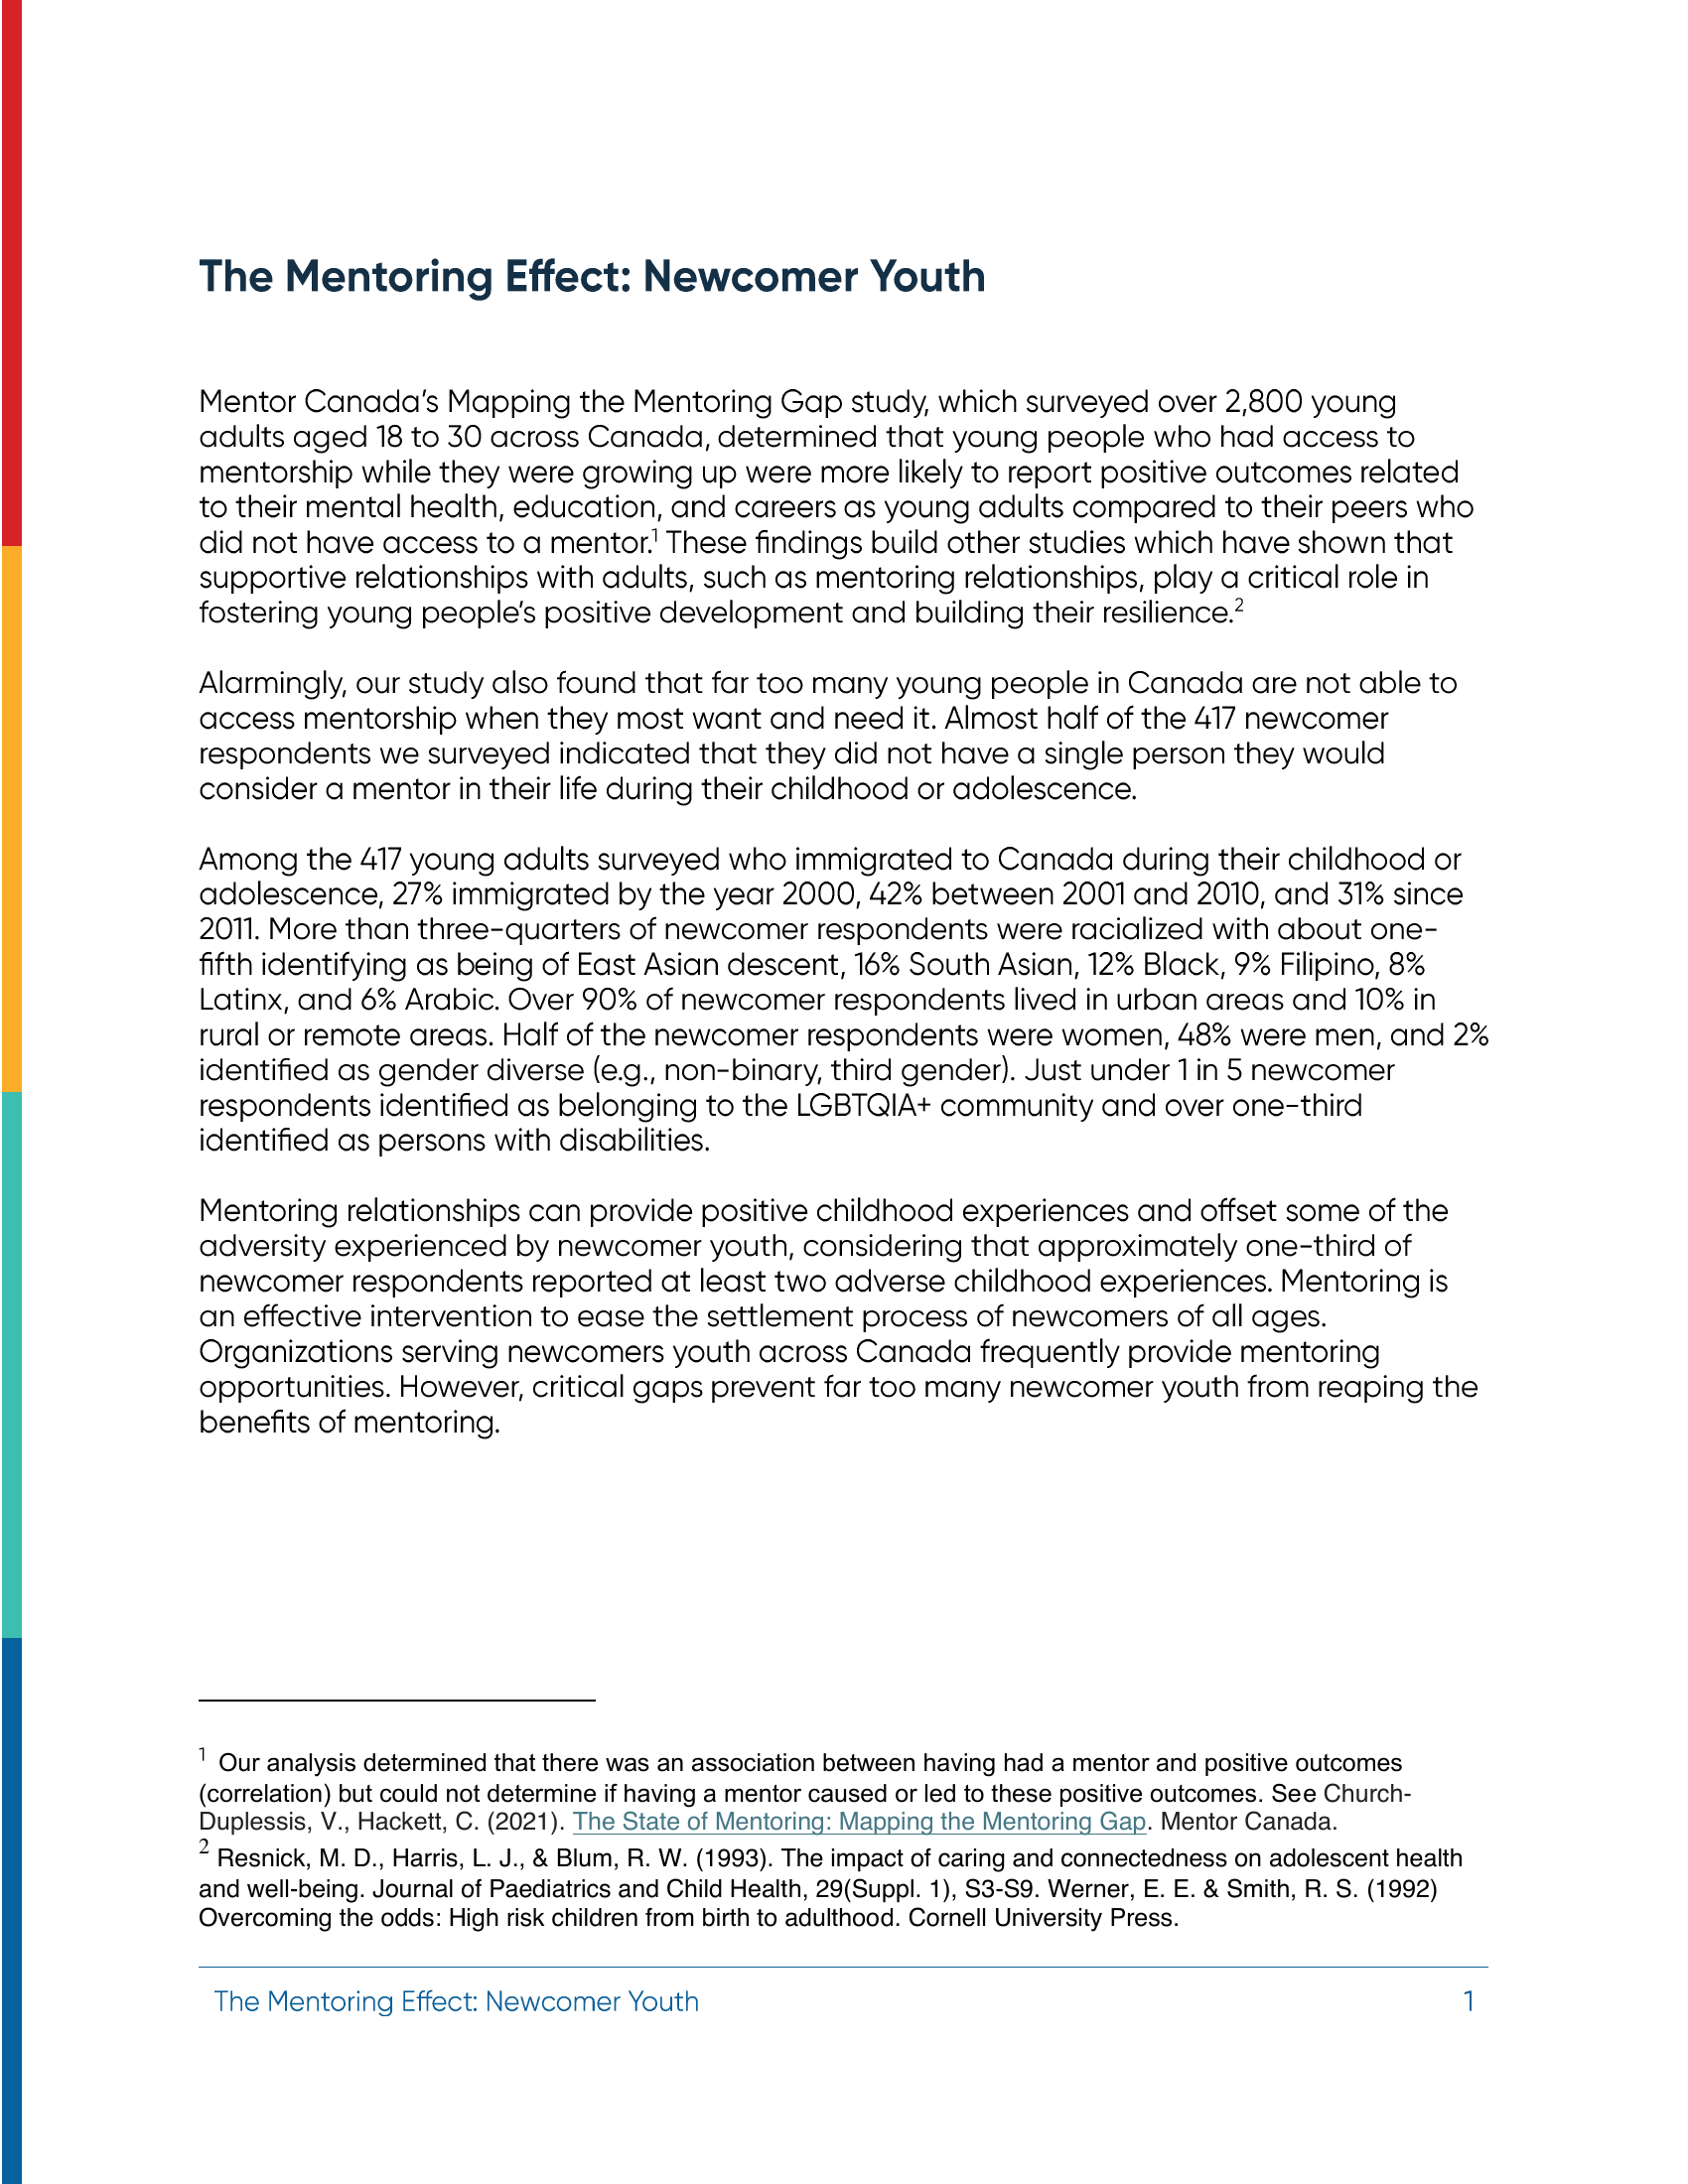 The Mentoring Effect: Newcomer Youth
Mentor Canada’s Mapping the Mentoring Gap study, which surveyed over 2,800 young
adults aged 18 to 30 across Canada, determined that young people who had access to
mentorship while they were growing up were more likely to report positive outcomes related
to their mental health, education, and careers as young adults compared to their peers who
did not have access to a mentor.¹ These findings build other studies which have shown that
supportive relationships with adults, such as mentoring relationships, play a critical role in
fostering young people’s positive development and building their resilience.²
Alarmingly, our study also found that far too many young people in Canada are not able to
access mentorship when they most want and need it. Almost half of the 417 newcomer
respondents we surveyed indicated that they did not have a single person they would
consider a mentor in their life during their childhood or adolescence.
Among the 417 young adults surveyed who immigrated to Canada during their childhood or
adolescence, 27% immigrated by the year 2000, 42% between 2001 and 2010, and 31% since
2011. More than three-quarters of newcomer respondents were racialized with about one-
fifth identifying as being of East Asian descent, 16% South Asian, 12% Black, 9% Filipino, 8%
Latinx, and 6% Arabic. Over 90% of newcomer respondents lived in urban areas and 10% in
rural or remote areas. Half of the newcomer respondents were women, 48% were men, and 2%
identified as gender diverse (e.g., non-binary, third gender). Just under 1 in 5 newcomer
respondents identified as belonging to the LGBTQIA+ community and over one-third
identified as persons with disabilities.
Mentoring relationships can provide positive childhood experiences and offset some of the
adversity experienced by newcomer youth, considering that approximately one-third of
newcomer respondents reported at least two adverse childhood experiences. Mentoring is
an effective intervention to ease the settlement process of newcomers of all ages.
Organizations serving newcomers youth across Canada frequently provide mentoring
opportunities. However, critical gaps prevent far too many newcomer youth from reaping the
benefits of mentoring.
¹ Our analysis determined that there was an association between having had a mentor and positive outcomes
(correlation) but could not determine if having a mentor caused or led to these positive outcomes. See Church-
Duplessis, V., Hackett, C. (2021). The State of Mentoring: Mapping the Mentoring Gap. Mentor Canada.
² Resnick, M. D., Harris, L. J., & Blum, R. W. (1993). The impact of caring and connectedness on adolescent health
and well-being. Journal of Paediatrics and Child Health, 29(Suppl. 1), S3-S9. Werner, E. E. & Smith, R. S. (1992)
Overcoming the odds: High risk children from birth to adulthood. Cornell University Press.
The Mentoring Effect: Newcomer Youth 1